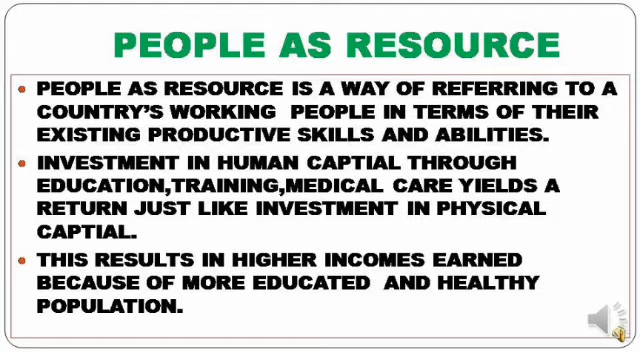 PEOPLE AS RESOURCE
• PEOPLE AS RESOURCE IS A WAY OF REFERRING TO A
COUNTRY'S WORKING PEOPLE IN TERMS OF THEIR
EXISTING PRODUCTIVE SKILLS AND ABILITIES.
• INVESTMENT IN HUMAN CAPTIAL THROUGH
EDUCATION,TRAINING,MEDICAL CARE YIELDS A
RETURN JUST LIKE INVESTMENT IN PHYSICAL
CAPTIAL.
• THIS RESULTS IN HIGHER INCOMES EARNED
BECAUSE OF MORE EDUCATED AND HEALTHY
POPULATION.